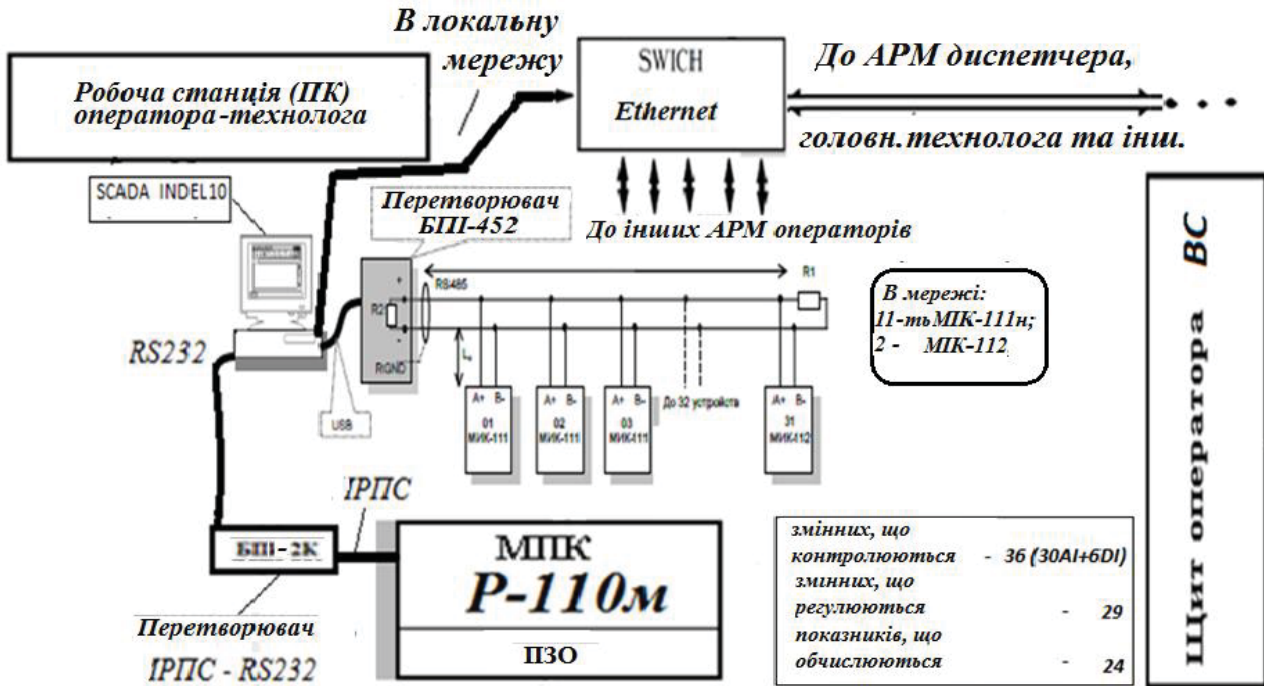 В локальну
мережу
SWICH
Ethernet
До АРМ диспетчера,
головн. технолога та інш.
Робоча станція (ПК)
оператора-технолога
SCADA INDEL10
Перетворювач
БПІ-452
До інших АРМ операторів
RS232
USB
RS485
R1
R2
+
-
RIGND
L
A+ B-
01
МИК-111
A+ B-
02
МИК-111
A+ B-
03
МИК-111
До 32 устройств
A+ B-
31
МИК-112
В мережі:
11-ть МІК-111н;
2 - МІК-112
Щит оператора ВС
ІРПС
БПІ-2К
Перетворювач
ІРПС - RS232
МПК
Р-110м
ПЗО
змінних, що
контролюються - 36 (30AI+6DI)
змінних, що
регулюються - 29
показників, що
обчислюються - 24